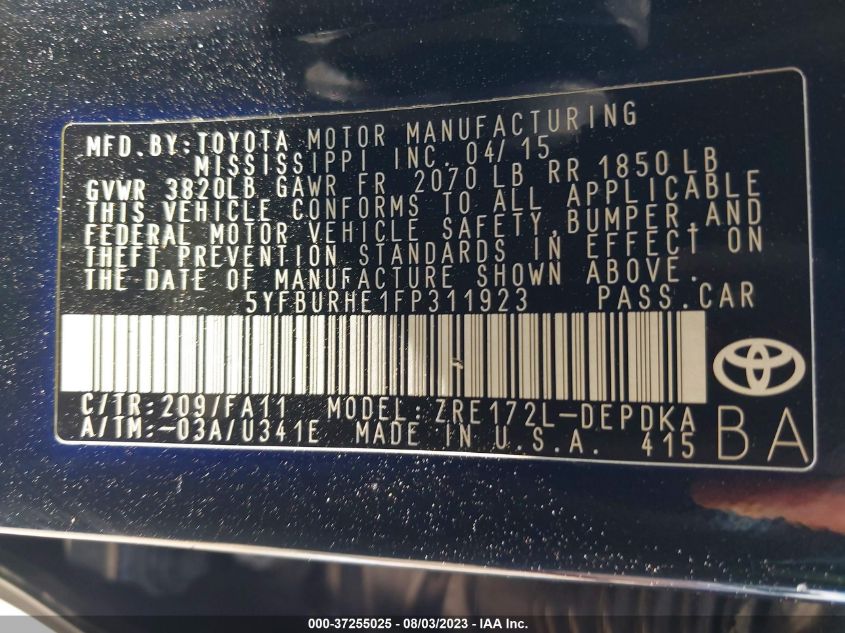 MFD.BY:TOYOTA MOTOR MANUFACTURING
MISSISSIPPI INC. 04/15
GVWR 3820LB GAWR FR 2070 LB RR 1850 LB
THIS VEHICLE CONFORMS TO ALL APPLICABLE
FEDERAL MOTOR VEHICLE SAFETY,BUMPER,AND
THEFT PREVENTION STANDARDS IN EFFECT ON
THE DATE OF MANUFACTURE SHOWN ABOVE.
5YFBURHE1FP311923 PASS.CAR
C/TR:209/FA11 MODEL:ZRE172L-DEPDKA
A/TM:-03A/U341E MADE IN U.S.A. 415
BA
000-37255025 - 08/03/2023 - IAA Inc.